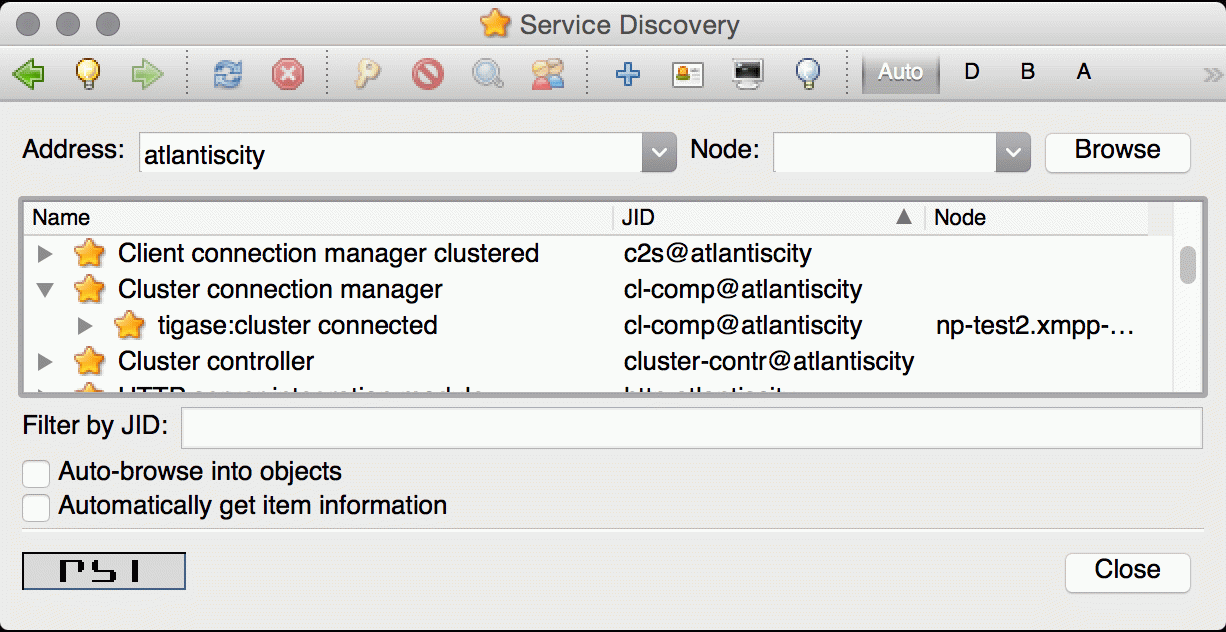 Service Discovery
Auto D B A
Address: atlantiscity Node: Browse
Name JID Node
Client connection manager clustered c2s@atlantiscity
Cluster connection manager cl-comp@atlantiscity
tigase:cluster connected cl-comp@atlantiscity np-test2.xmpp-...
Cluster controller cluster-contr@atlantiscity
Filter by JID:
Auto-browse into objects
Automatically get item information
PSI Close